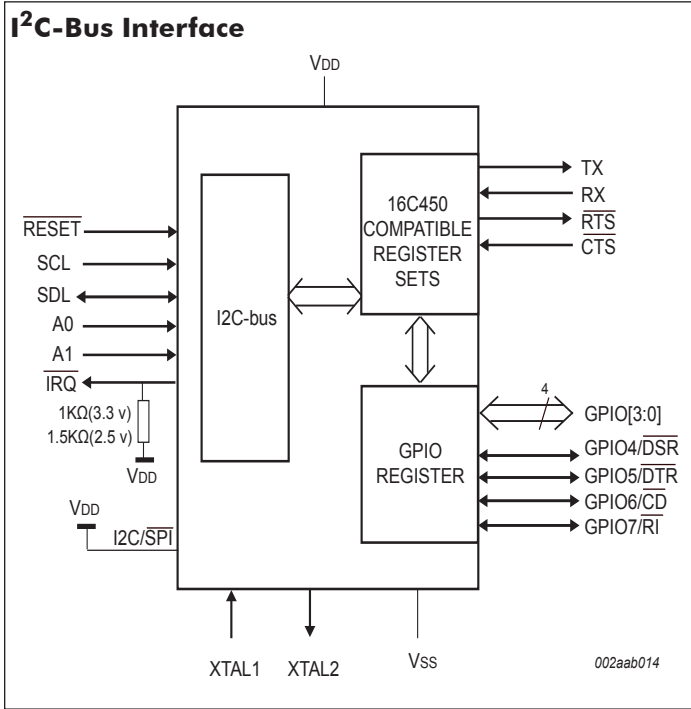 I²C-Bus Interface
VDD
RESET
SCL
SDL
A0
A1
IRQ
1KΩ(3.3 v)
1.5KΩ(2.5 v)
VDD
VDD
I2C/SPI
I2C-bus
16C450
COMPATIBLE
REGISTER
SETS
GPIO
REGISTER
TX
RX
RTS
CTS
4
GPIO[3:0]
GPIO4/DSR
GPIO5/DTR
GPIO6/CD
GPIO7/RI
XTAL1
XTAL2
VSS
002aab014